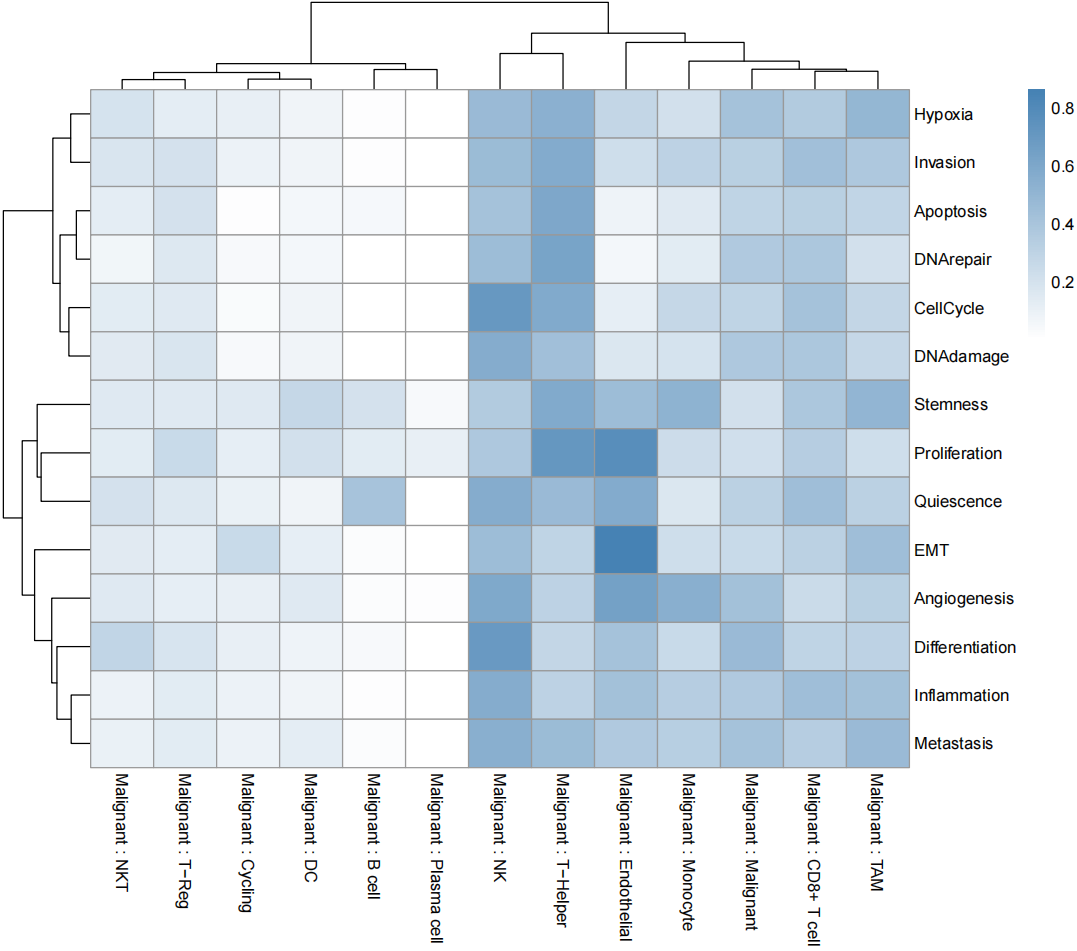 0.8
0.6
0.4
0.2
Hypoxia
Invasion
Apoptosis
DNArepair
CellCycle
DNAdamage
Stemness
Proliferation
Quiescence
EMT
Angiogenesis
Differentiation
Inflammation
Metastasis
Malignant : NKT
Malignant : T−Reg
Malignant : Cycling
Malignant : DC
Malignant : B cell
Malignant : Plasma cell
Malignant : NK
Malignant : T−Helper
Malignant : Endothelial
Malignant : Monocyte
Malignant : Malignant
Malignant : CD8+ T cell
Malignant : TAM